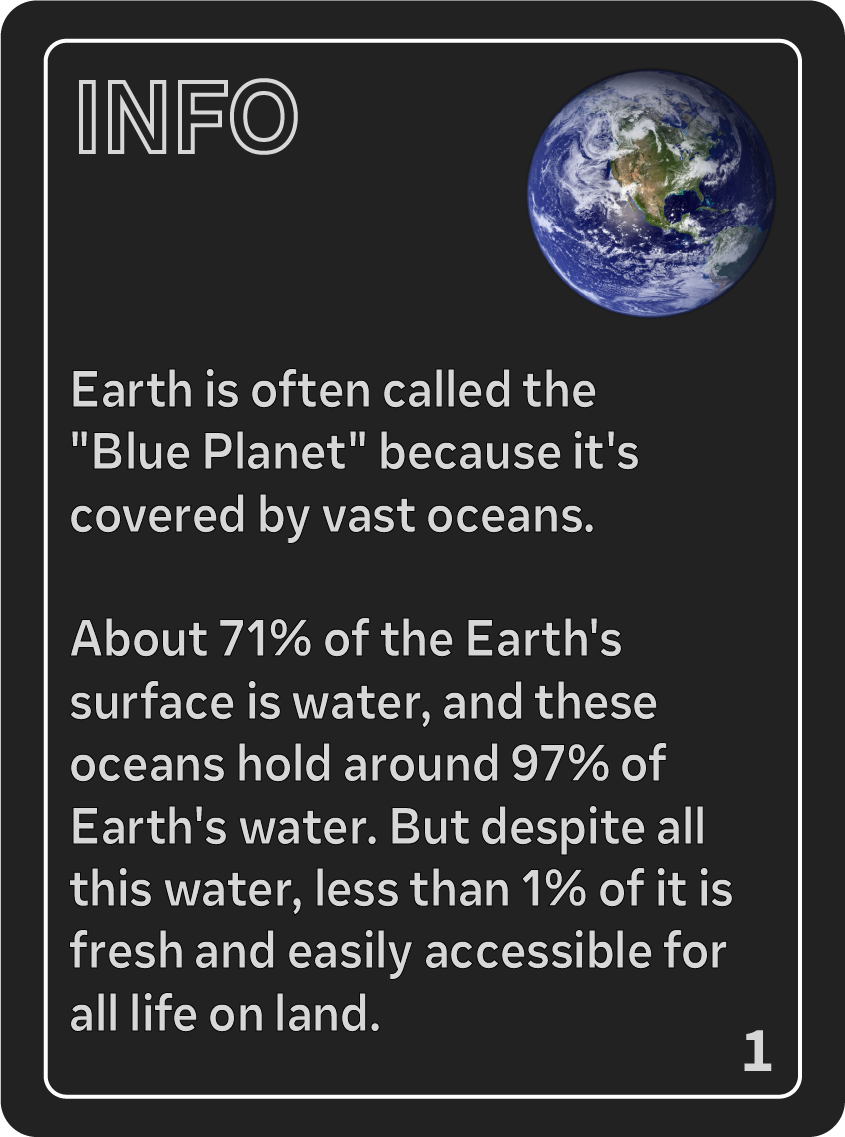 INFO
Earth is often called the
"Blue Planet" because it's
covered by vast oceans.
About 71% of the Earth's
surface is water, and these
oceans hold around 97% of
Earth's water. But despite all
this water, less than 1% of it is
fresh and easily accessible for
all life on land.
1